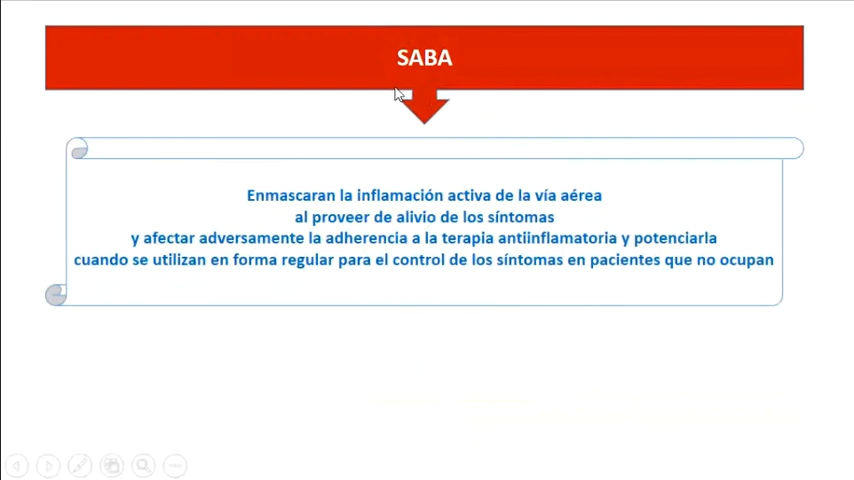 SABA
Enmascaran la inflamación activa de la vía aérea
al proveer de alivio de los síntomas
y afectar adversamente la adherencia a la terapia antiinflamatoria y potenciarla
cuando se utilizan en forma regular para el control de los síntomas en pacientes que no ocupan